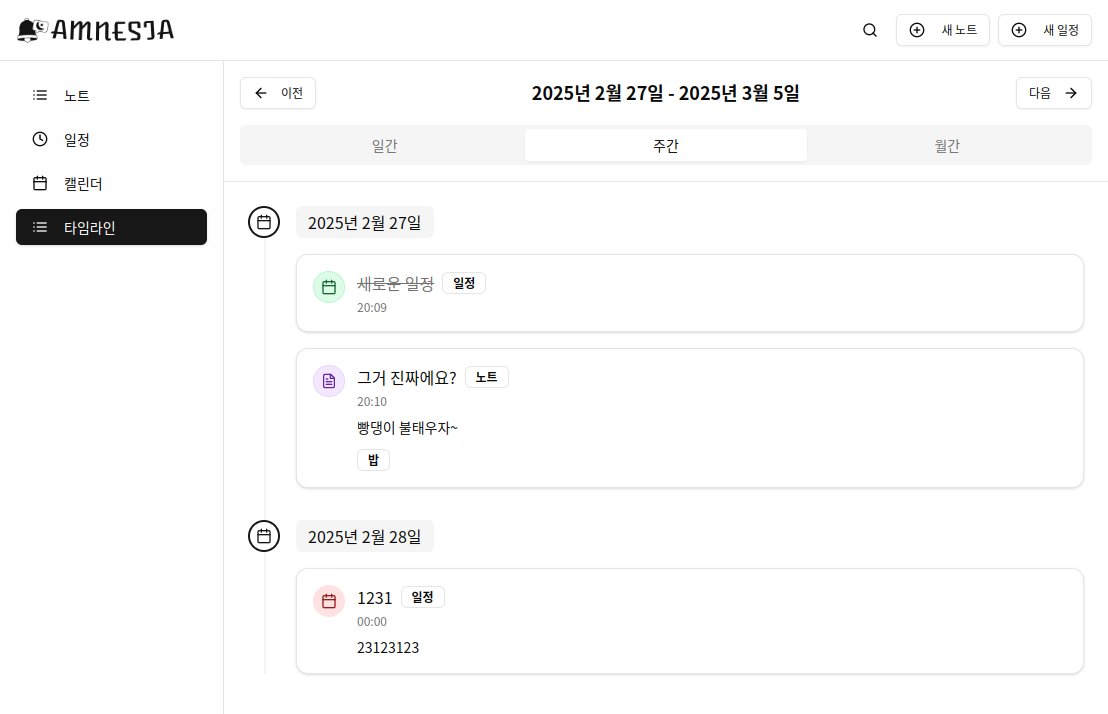 AMNESIA
새 노트
새 일정
노트
일정
캘린더
타임라인
이전
2025년 2월 27일 - 2025년 3월 5일
다음
일간
주간
월간
2025년 2월 27일
새로운 일정 일정
20:09
그거 진짜에요? 노트
20:10
빵댕이 불태우자~
밥
2025년 2월 28일
1231 일정
00:00
23123123